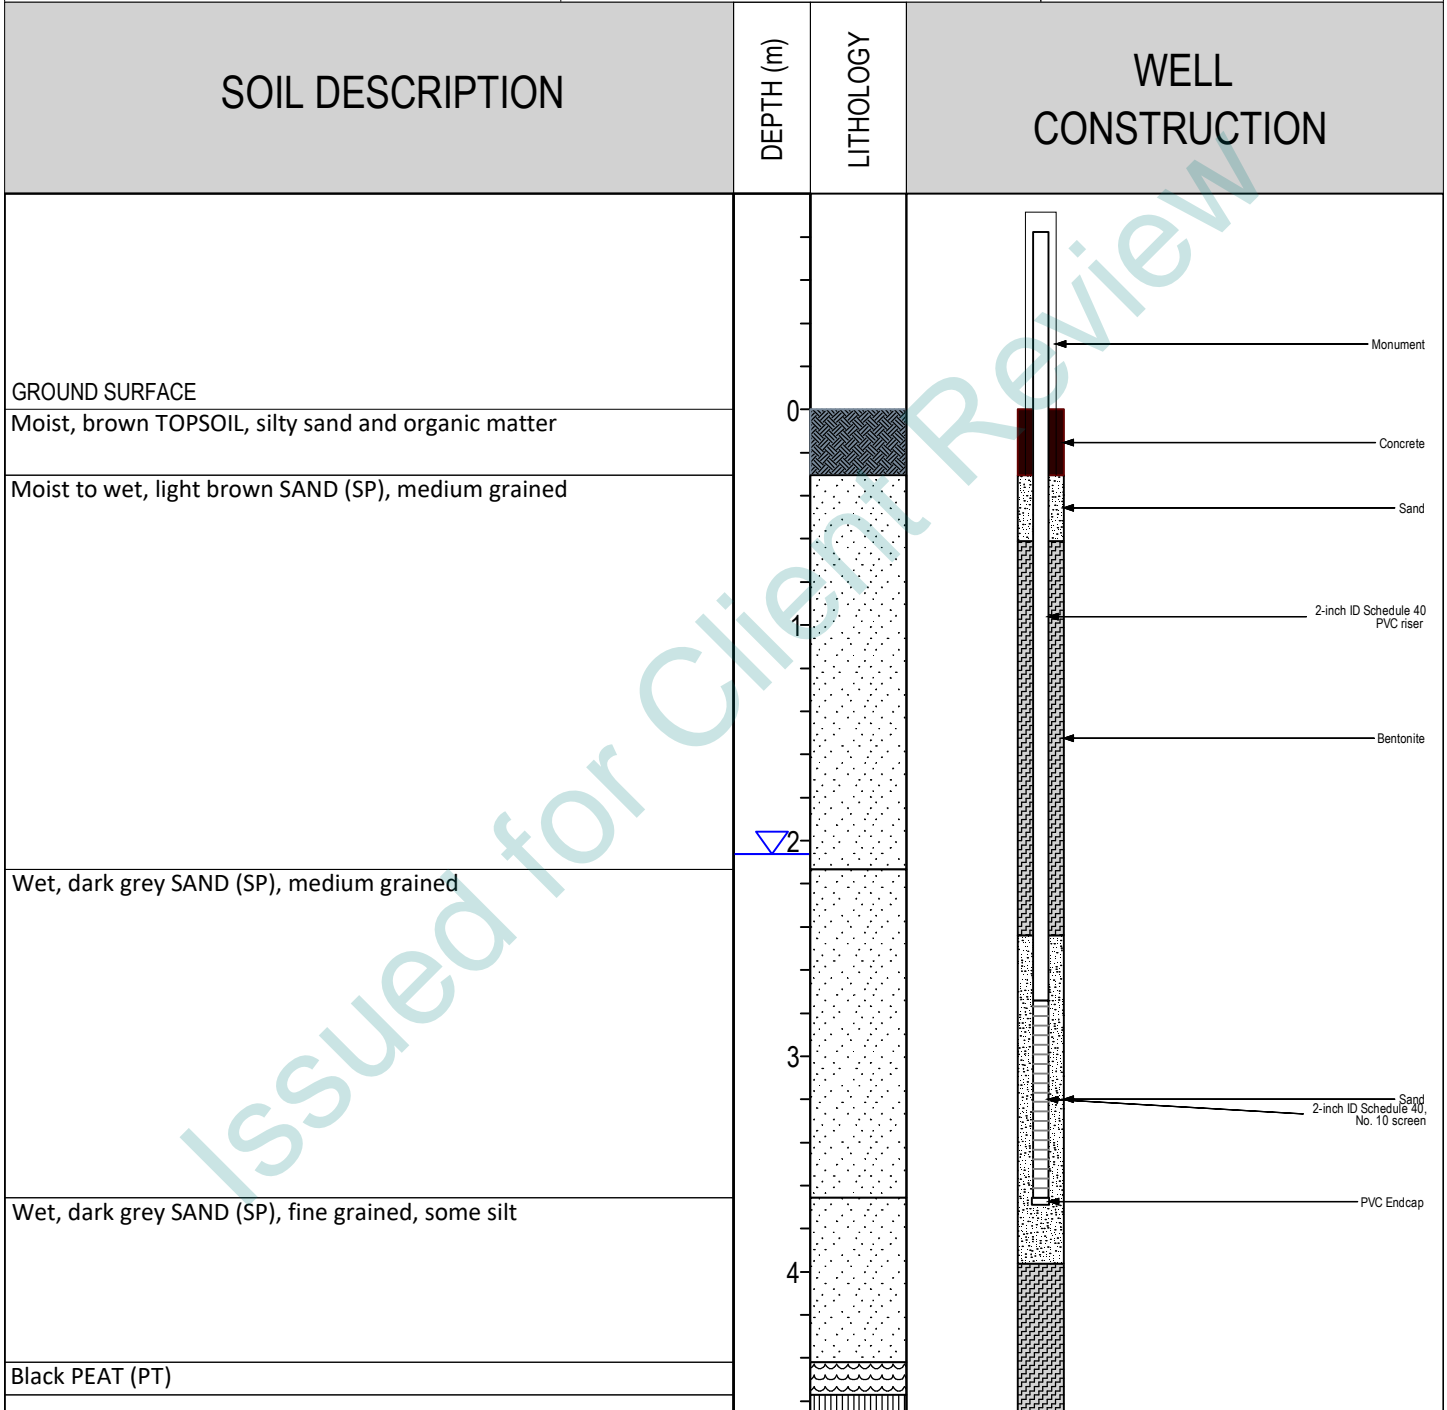 SOIL DESCRIPTION
DEPTH (m)
LITHOLOGY
WELL
CONSTRUCTION
GROUND SURFACE
Monument
0
Moist, brown TOPSOIL, silty sand and organic matter
Concrete
Moist to wet, light brown SAND (SP), medium grained
Sand
1
2-inch ID Schedule 40
PVC riser
Bentonite
2
Wet, dark grey SAND (SP), medium grained
3
Sand
2-inch ID Schedule 40,
No. 10 screen
Wet, dark grey SAND (SP), fine grained, some silt
PVC Endcap
4
Black PEAT (PT)
Issued for Client Review